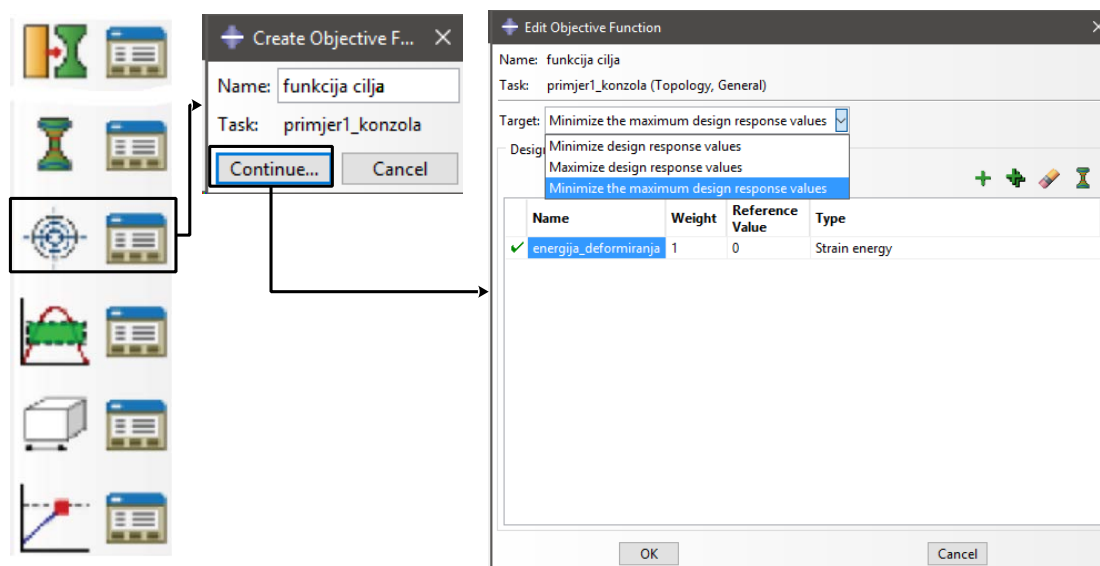 Create Objective F...
Name: funkcija cilja
Task: primjer1_konzola
Continue... Cancel
Edit Objective Function
Name: funkcija cilja
Task: primjer1_konzola (Topology, General)
Target: Minimize the maximum design response values
Minimize design response values
Maximize design response values
Minimize the maximum design response values
Desig
Name Weight Reference Value Type
energija_deformiranja 1 0 Strain energy
OK Cancel